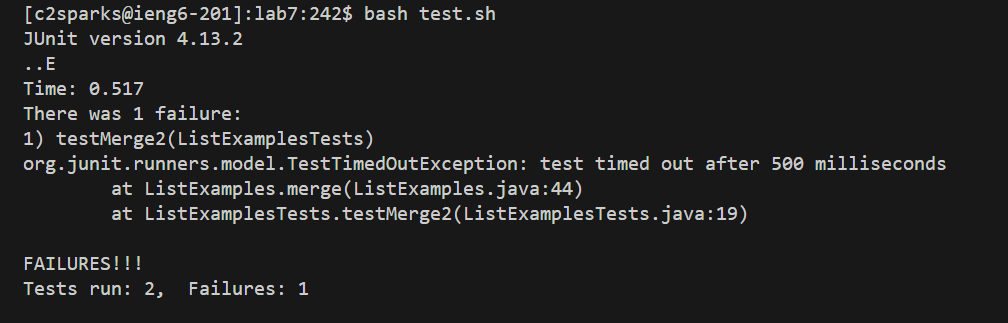 [c2sparks@ieng6-201]:lab7:242$ bash test.sh
JUnit version 4.13.2
..E
Time: 0.517
There was 1 failure:
1) testMerge2(ListExamplesTests)
org.junit.runners.model.TestTimedOutException: test timed out after 500 milliseconds
        at ListExamples.merge(ListExamples.java:44)
        at ListExamplesTests.testMerge2(ListExamplesTests.java:19)

FAILURES!!!
Tests run: 2,  Failures: 1